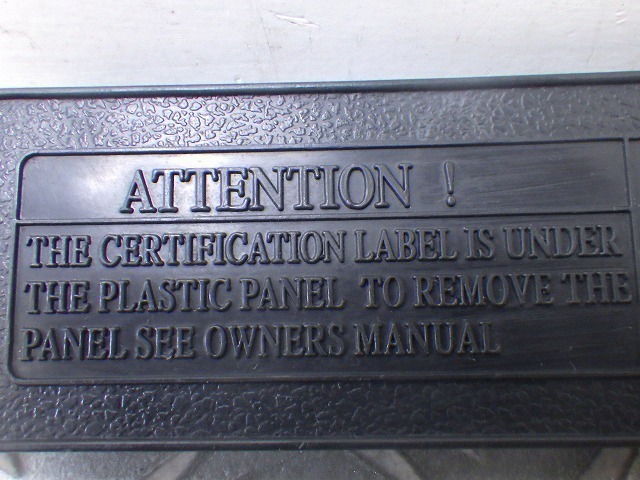 ATTENTION !
THE CERTIFICATION LABEL IS UNDER
THE PLASTIC PANEL TO REMOVE THE
PANEL SEE OWNERS MANUAL